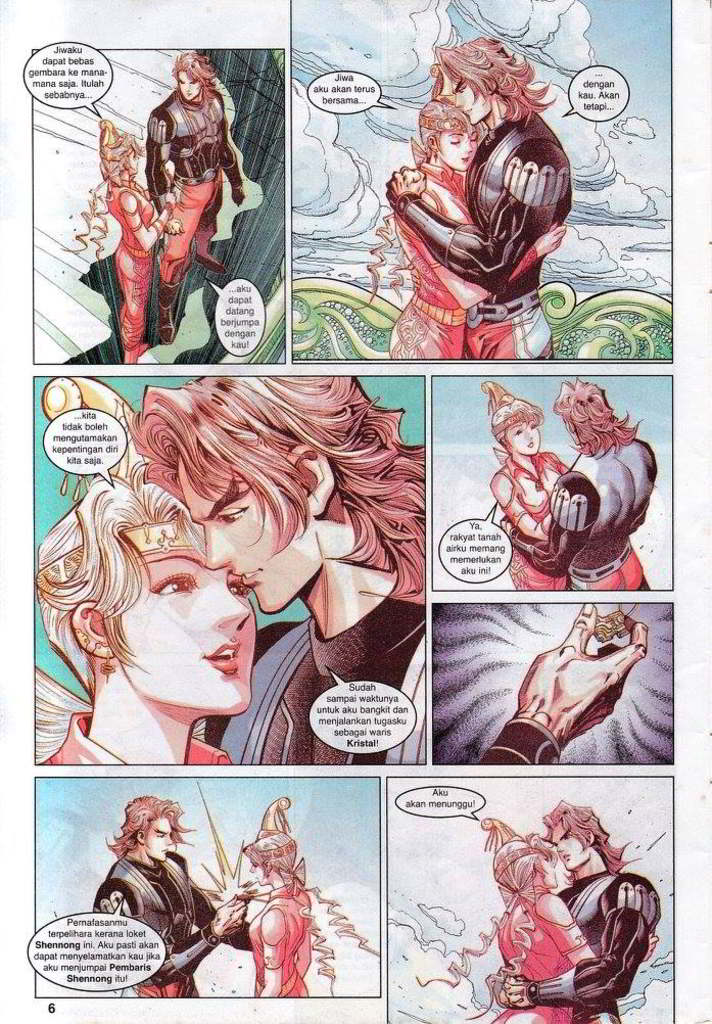 Jiwaku
dapat bebas
gembara ke mana-
mana saja. Itulah
sebabnya...
...aku
dapat
datang
berjumpa
dengan
kau!
Jiwa
aku akan terus
bersama...
...
dengan
kau. Akan
tetapi...
...kita
tidak boleh
mengutamakan
kepentingan diri
kita saja.
Sudah
sampai waktunya
untuk aku bangkit dan
menjalankan tugasku
sebagai waris
Kristal!
Ya,
rakyat tanah
airku memang
memerlukan
aku ini!
Pernafasanmu
terpelihara kerana loket
Shennong ini. Aku pasti akan
dapat menyelamatkan kau jika
aku menjumpai Pembaris
Shennong itu!
Aku
akan menunggu!
6